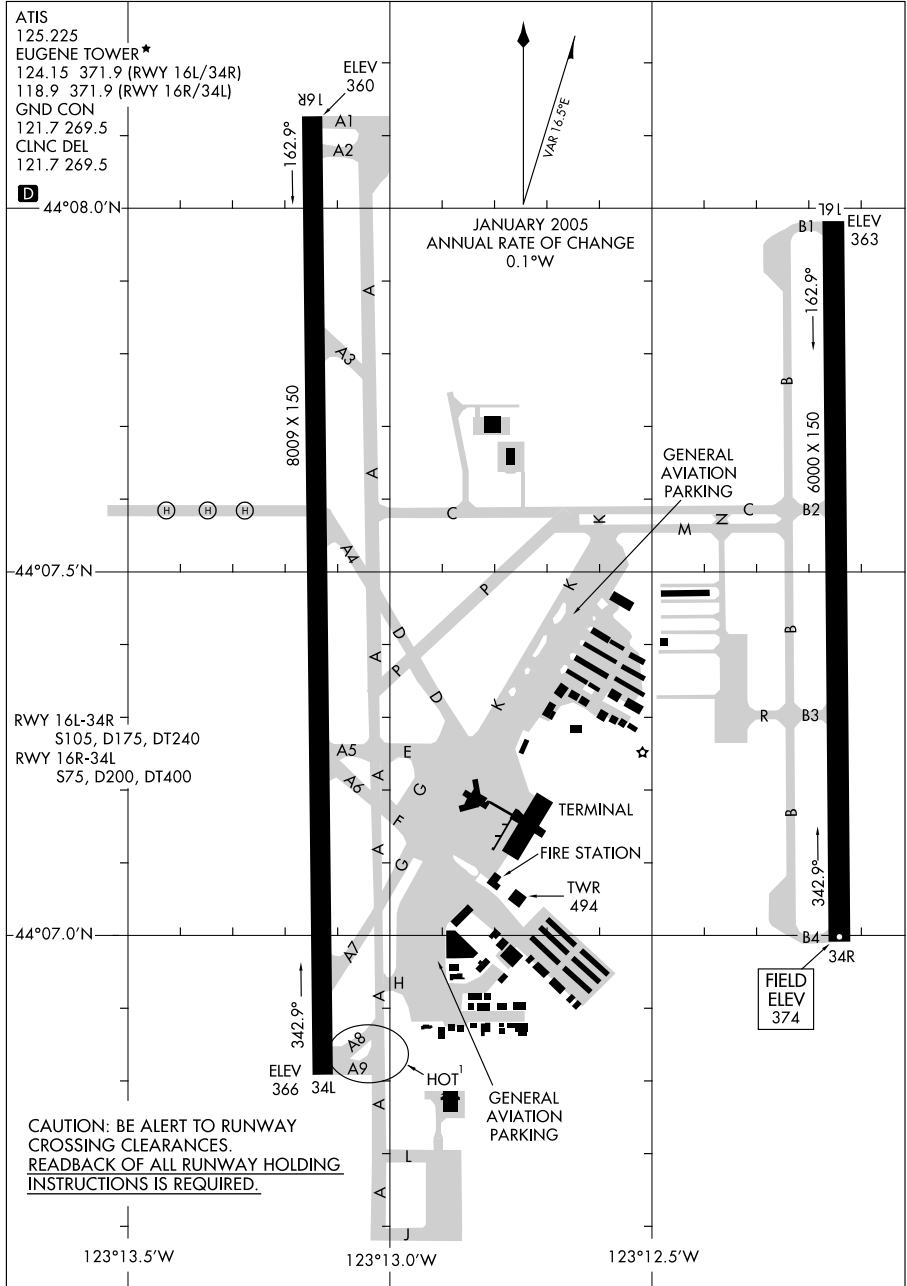 ATIS
125.225
EUGENE TOWER★
124.15 371.9 (RWY 16L/34R)
118.9 371.9 (RWY 16R/34L)
GND CON
121.7 269.5
CLNC DEL
121.7 269.5
D
ELEV
360
16R
162.9°
A1
A2
VAR 16.5°E
JANUARY 2005
ANNUAL RATE OF CHANGE
0.1°W
44°08.0'N
16L
B1
ELEV
363
162.9°
A
A3
B
8009 X 150
6000 X 150
A
GENERAL
AVIATION
PARKING
H
H
H
C
K
N
C
B2
M
A4
44°07.5'N
P
K
D
A
P
D
K
B
RWY 16L-34R
S105, D175, DT240
RWY 16R-34L
S75, D200, DT400
R
B3
A5
E
A
A6
G
F
B
TERMINAL
A
G
FIRE STATION
TWR
494
342.9°
44°07.0'N
B4
34R
A7
H
A
FIELD
ELEV
374
342.9°
A8
A9
ELEV
366
34L
HOT1
A
GENERAL
AVIATION
PARKING
CAUTION: BE ALERT TO RUNWAY
CROSSING CLEARANCES.
READBACK OF ALL RUNWAY HOLDING
INSTRUCTIONS IS REQUIRED.
L
A
J
123°13.5'W
123°13.0'W
123°12.5'W